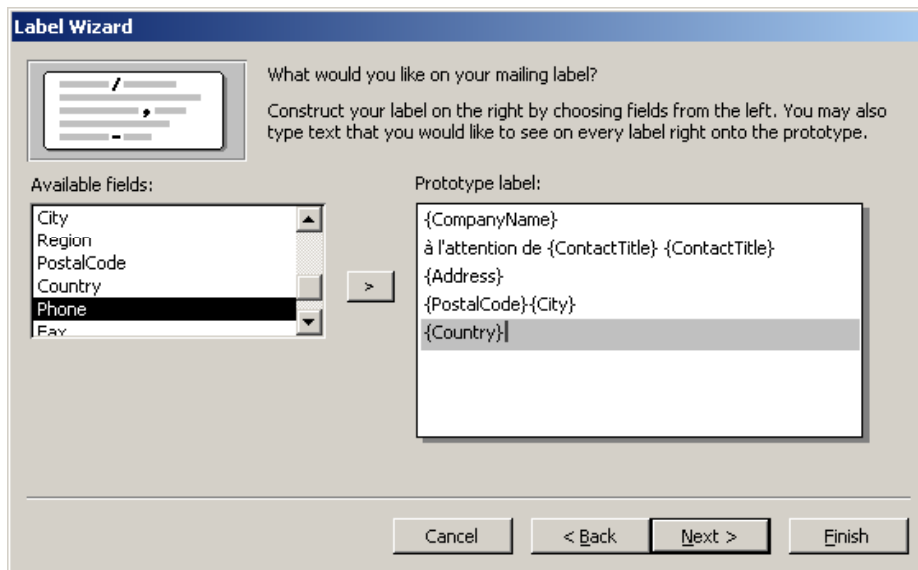 Label Wizard
What would you like on your mailing label?
Construct your label on the right by choosing fields from the left. You may also
type text that you would like to see on every label right onto the prototype.
Available fields:
City
Region
PostalCode
Country
Phone
Fax
>
Prototype label:
{CompanyName}
à l'attention de {ContactTitle} {ContactTitle}
{Address}
{PostalCode}-{City}
{Country}
Cancel
< Back
Next >
Finish